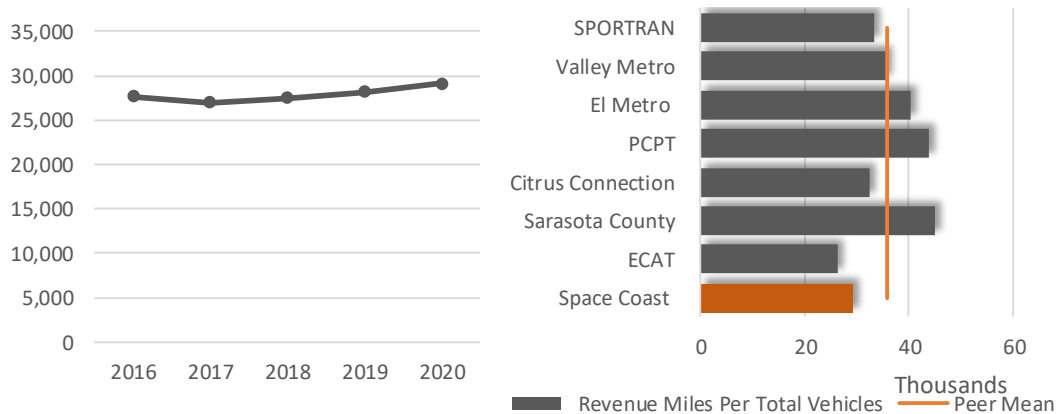 35,000
30,000
25,000
20,000
15,000
10,000
5,000
0
2016 2017 2018 2019 2020
SPORTRAN
Valley Metro
El Metro
PCPT
Citrus Connection
Sarasota County
ECAT
Space Coast
0 20 40 60
Thousands
Revenue Miles Per Total Vehicles Peer Mean